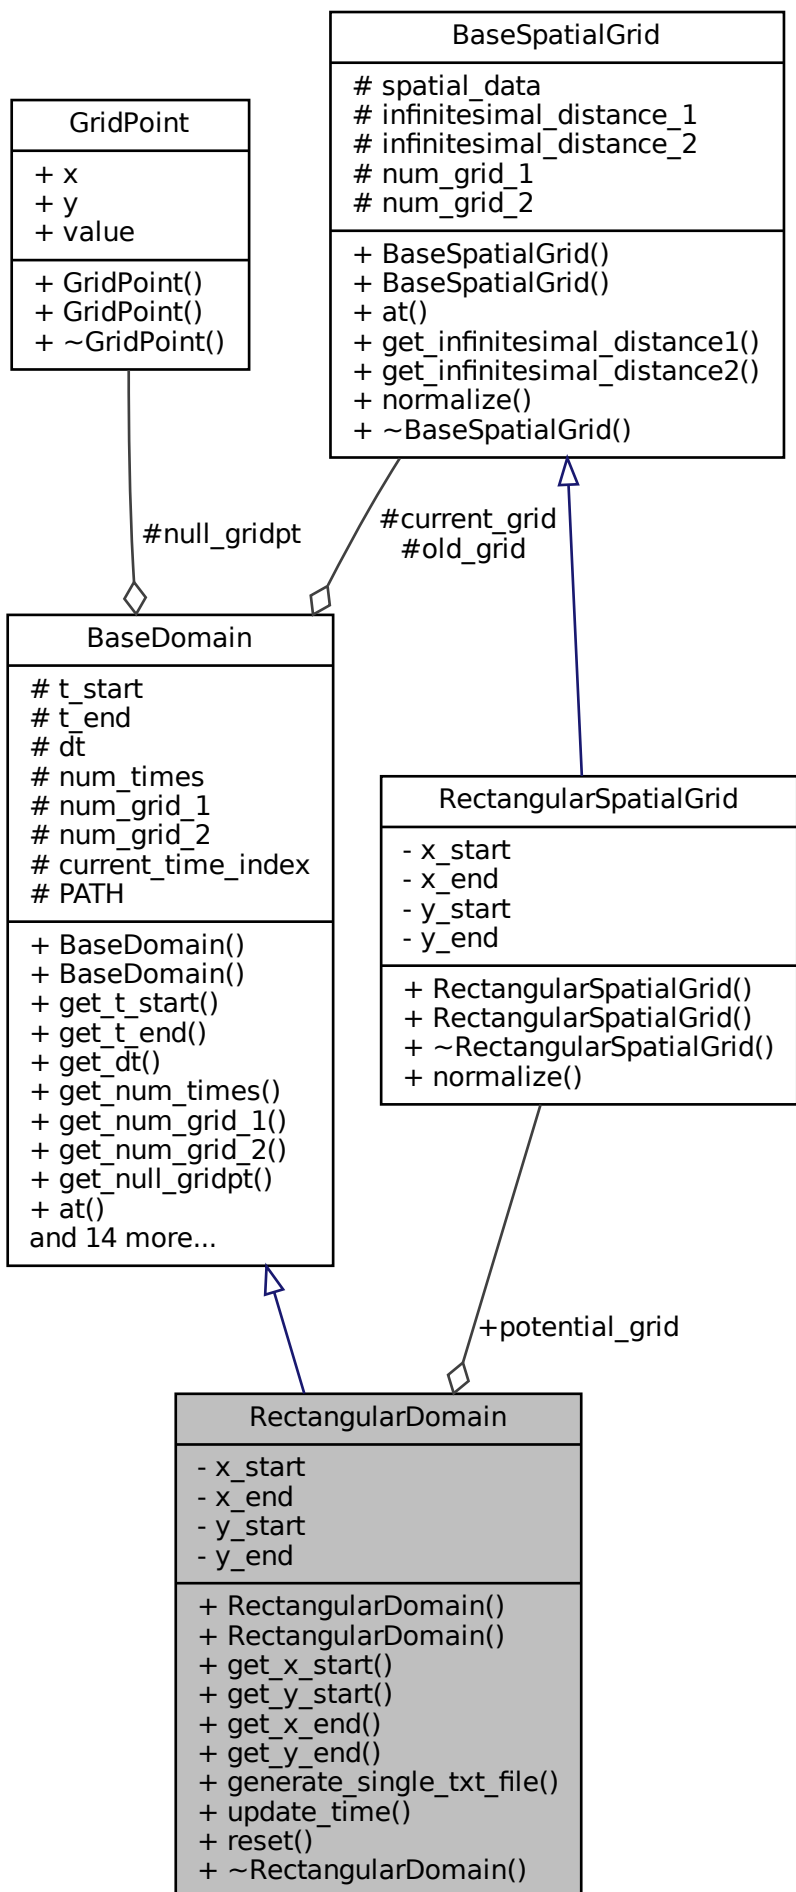 BaseSpatialGrid
# spatial_data
# infinitesimal_distance_1
# infinitesimal_distance_2
# num_grid_1
# num_grid_2
+ BaseSpatialGrid()
+ BaseSpatialGrid()
+ at()
+ get_infinitesimal_distance1()
+ get_infinitesimal_distance2()
+ normalize()
+ ~BaseSpatialGrid()
GridPoint
+ x
+ y
+ value
+ GridPoint()
+ GridPoint()
+ ~GridPoint()
#null_gridpt
#current_grid
#old_grid
BaseDomain
# t_start
# t_end
# dt
# num_times
# num_grid_1
# num_grid_2
# current_time_index
# PATH
+ BaseDomain()
+ BaseDomain()
+ get_t_start()
+ get_t_end()
+ get_dt()
+ get_num_times()
+ get_num_grid_1()
+ get_num_grid_2()
+ get_null_gridpt()
+ at()
and 14 more...
RectangularSpatialGrid
- x_start
- x_end
- y_start
- y_end
+ RectangularSpatialGrid()
+ RectangularSpatialGrid()
+ ~RectangularSpatialGrid()
+ normalize()
+potential_grid
RectangularDomain
- x_start
- x_end
- y_start
- y_end
+ RectangularDomain()
+ RectangularDomain()
+ get_x_start()
+ get_y_start()
+ get_x_end()
+ get_y_end()
+ generate_single_txt_file()
+ update_time()
+ reset()
+ ~RectangularDomain()